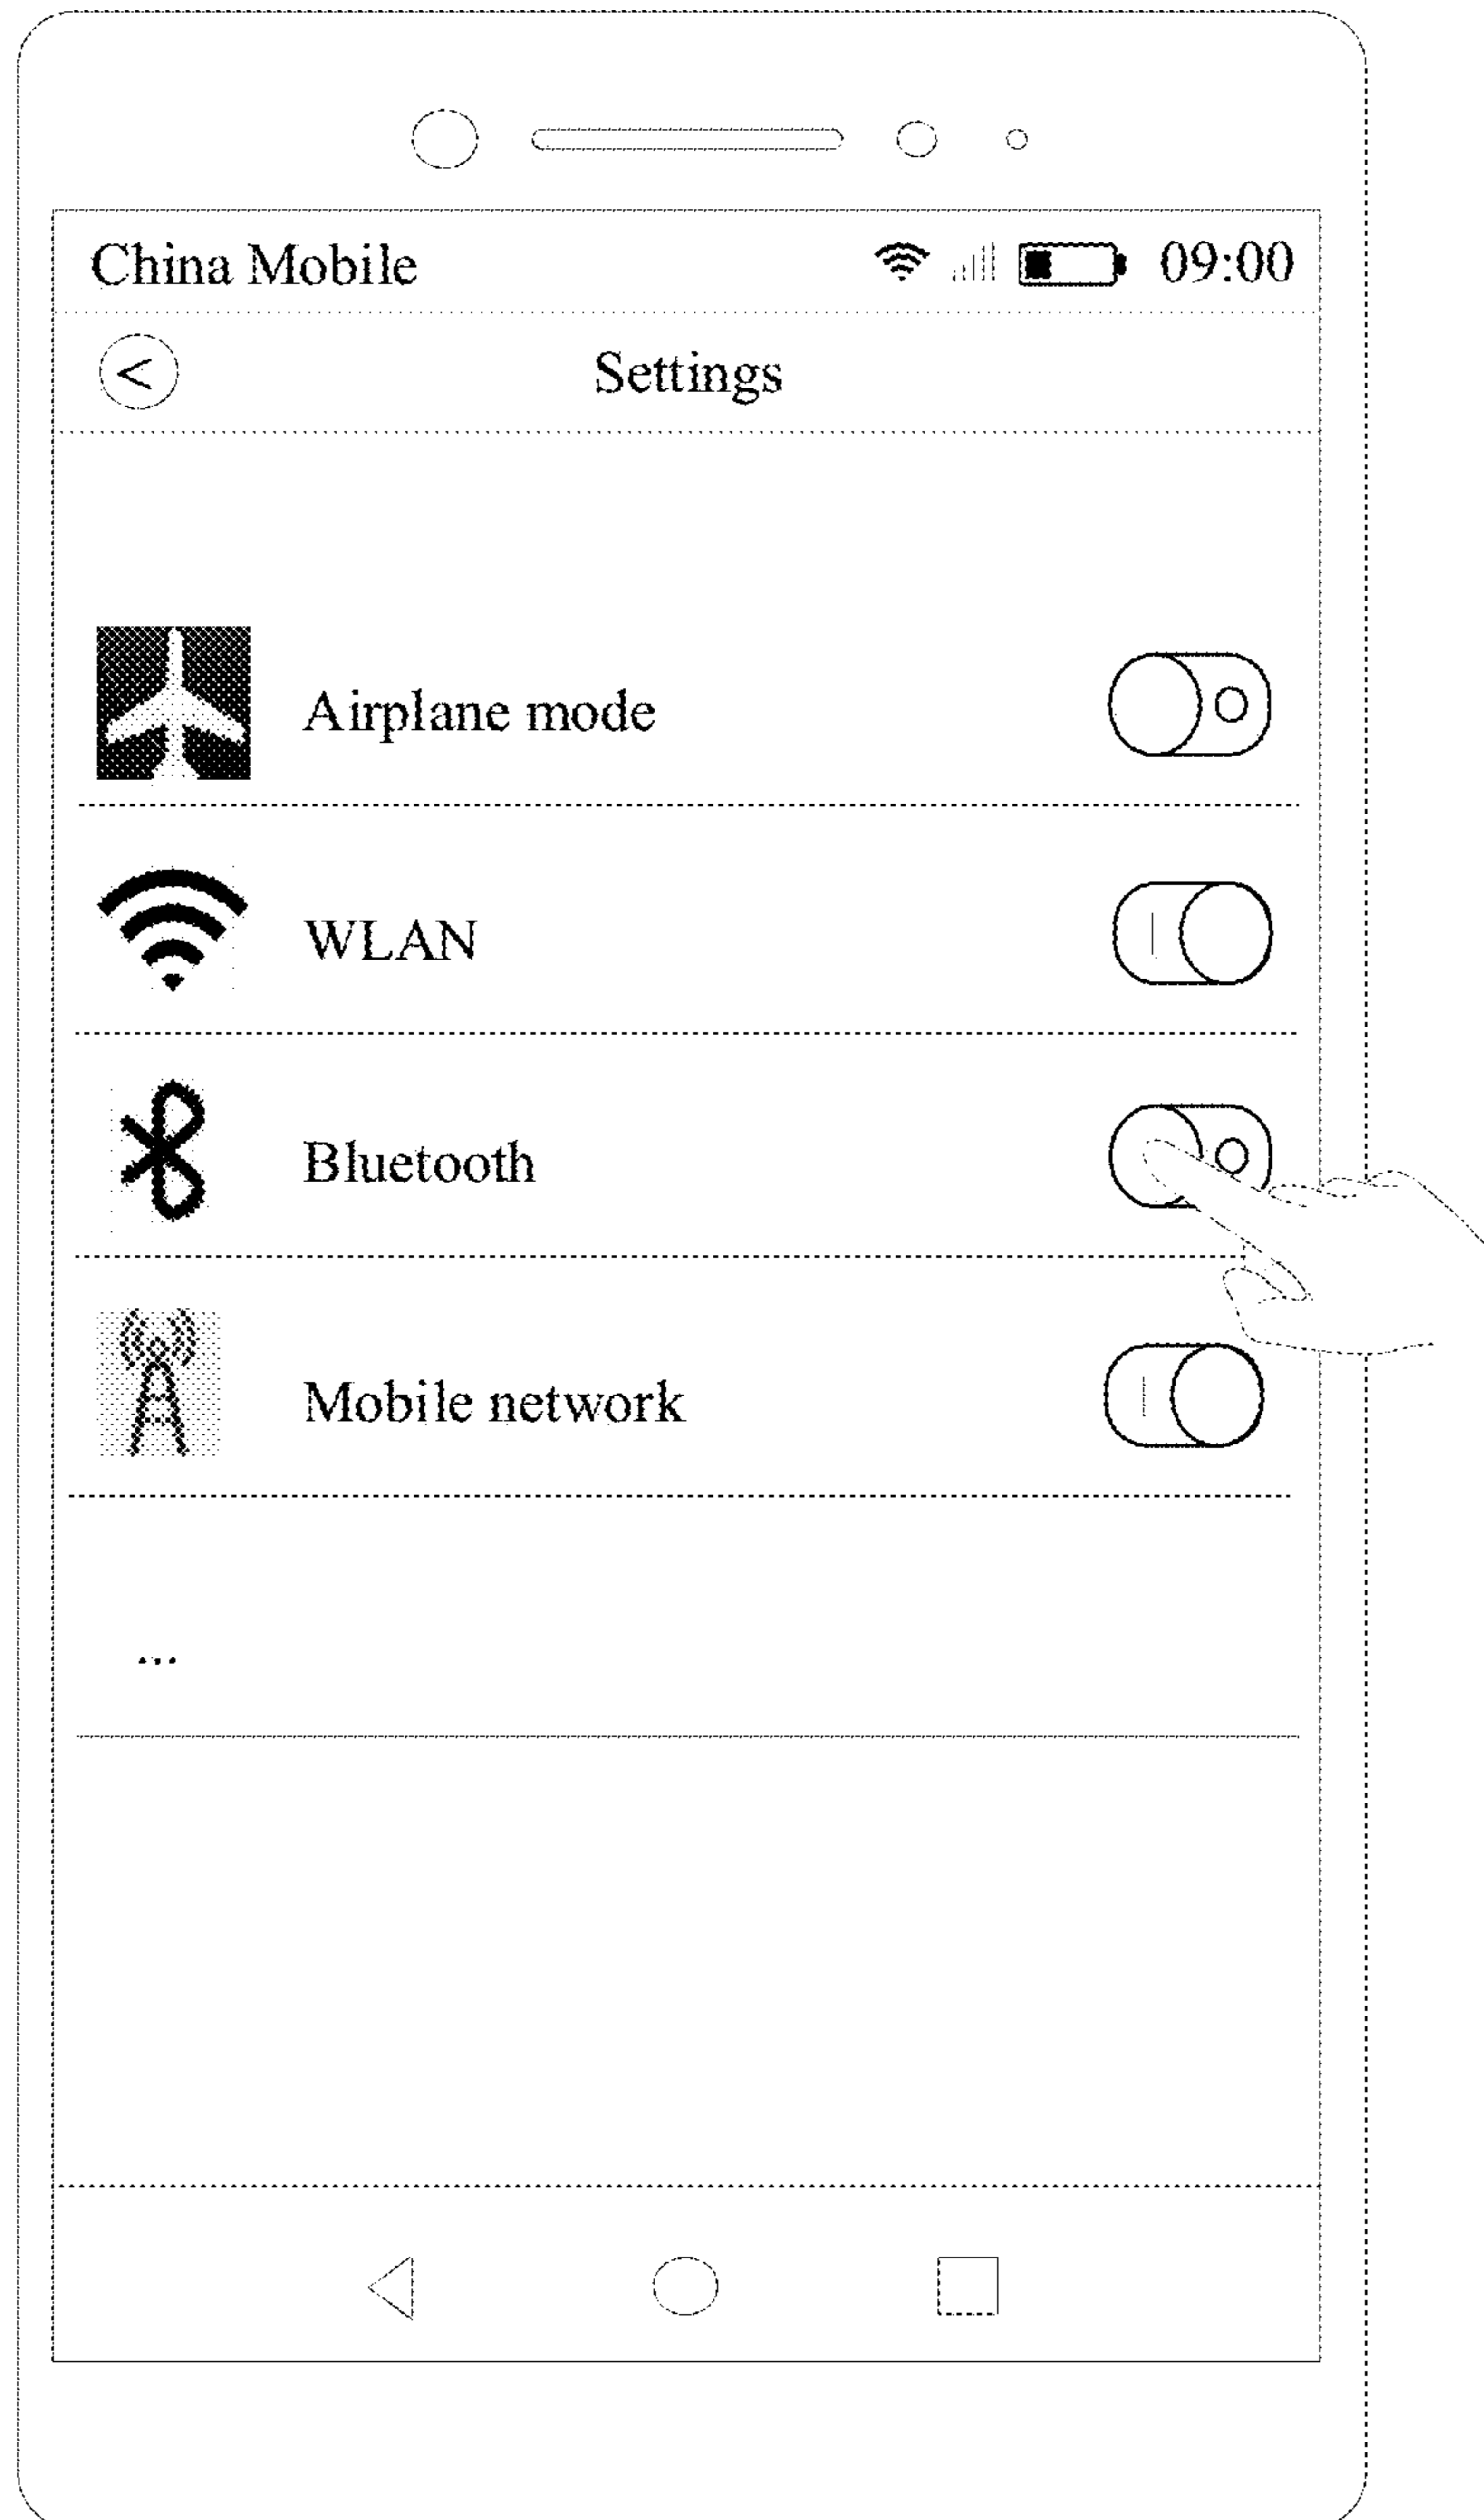 China Mobile 09:00
Settings
Airplane mode
WLAN
Bluetooth
Mobile network
...